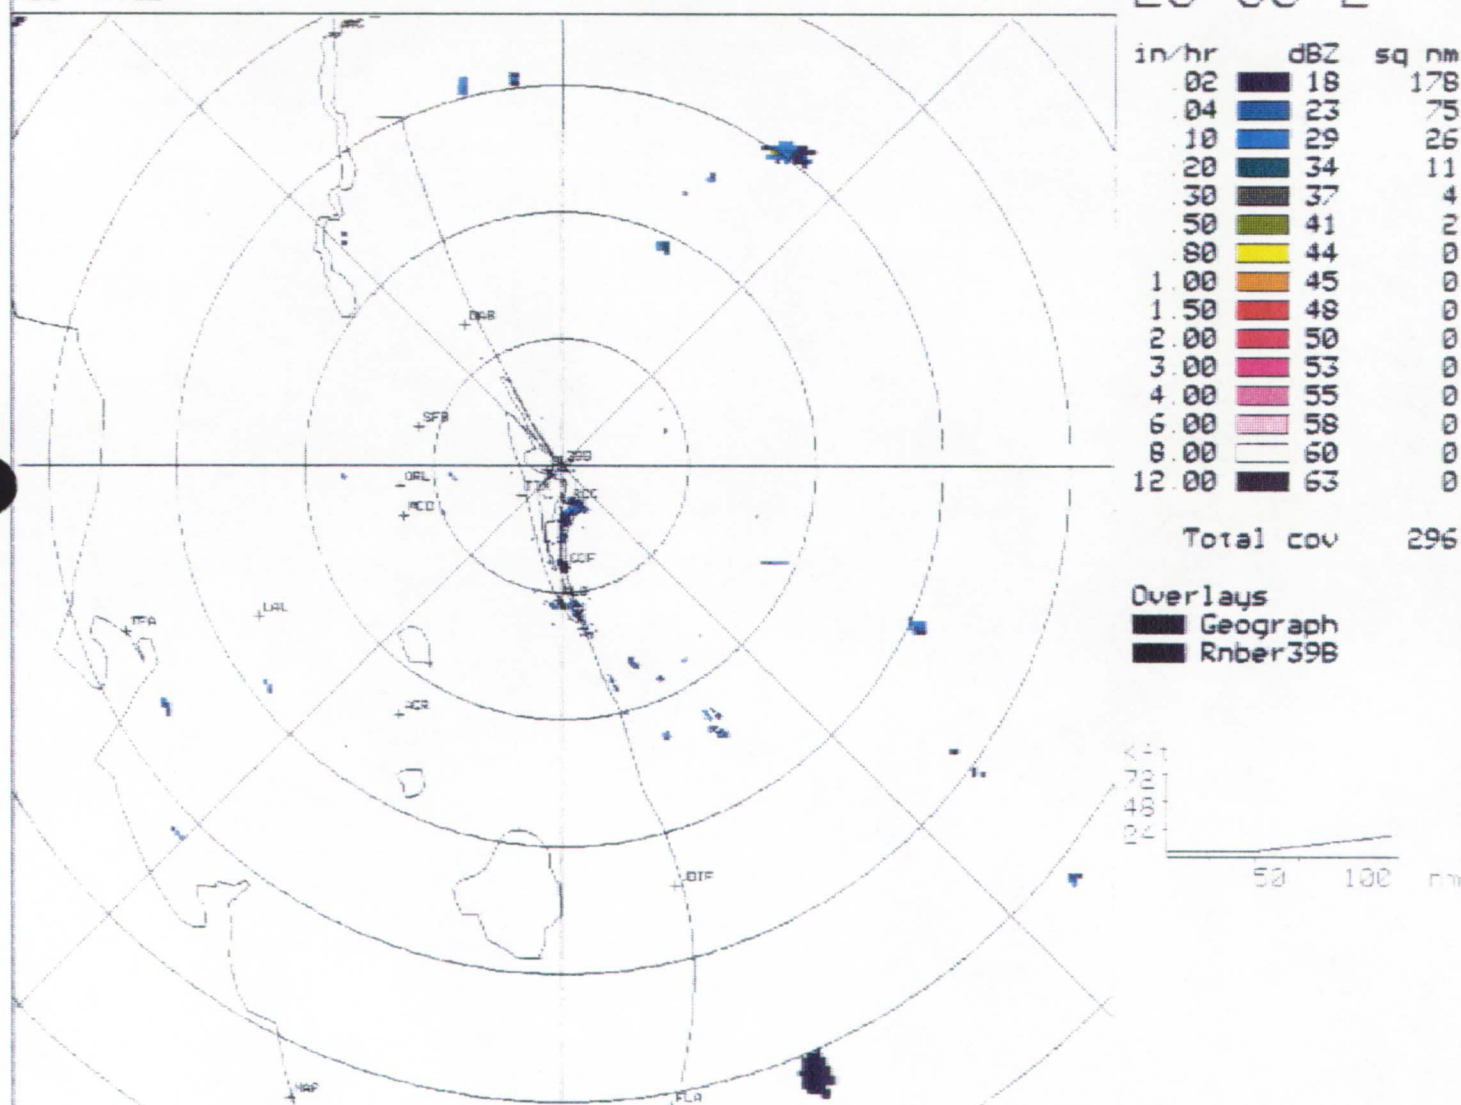 in/hr dBZ sq nm
.02 18 178
.04 23 75
.10 29 26
.20 34 11
.30 37 4
.50 41 2
.80 44 0
1.00 45 0
1.50 48 0
2.00 50 0
3.00 53 0
4.00 55 0
6.00 58 0
8.00 60 0
12.00 63 0
Total cov 296
Overlays
Geograph
Rnber39B
72
48
24
50 100 nm
DAB
SFB
39B
ORL
MCO
COF
LAL
TPA
AGR
FLA